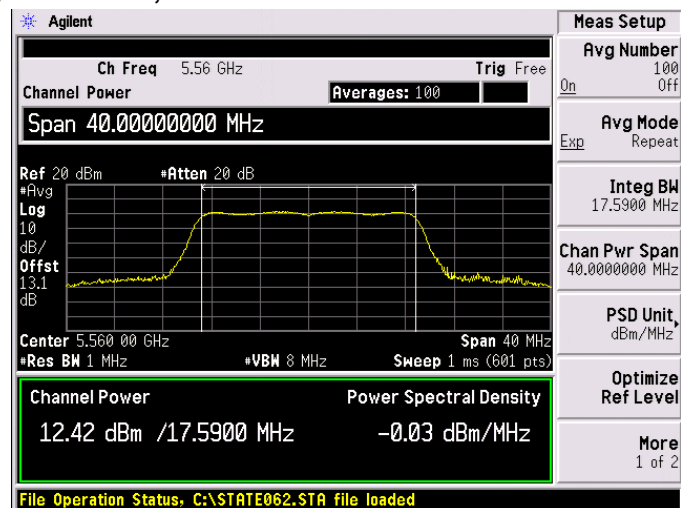 Agilent
Meas Setup
Ch Freq 5.56 GHz Trig Free
Channel Power Averages: 100
Span 40.00000000 MHz
Ref 20 dBm #Atten 20 dB
#Avg
Log
10
dB/
Offst
13.1
dB
Center 5.560 00 GHz Span 40 MHz
#Res BW 1 MHz #VBW 8 MHz Sweep 1 ms (601 pts)
Channel Power Power Spectral Density
12.42 dBm /17.5900 MHz -0.03 dBm/MHz
File Operation Status, C:\STATE062.STA file loaded
Avg Number
100
On Off
Avg Mode
Exp Repeat
Integ BW
17.5900 MHz
Chan Pwr Span
40.0000000 MHz
PSD Unit
dBm/MHz
Optimize
Ref Level
More
1 of 2